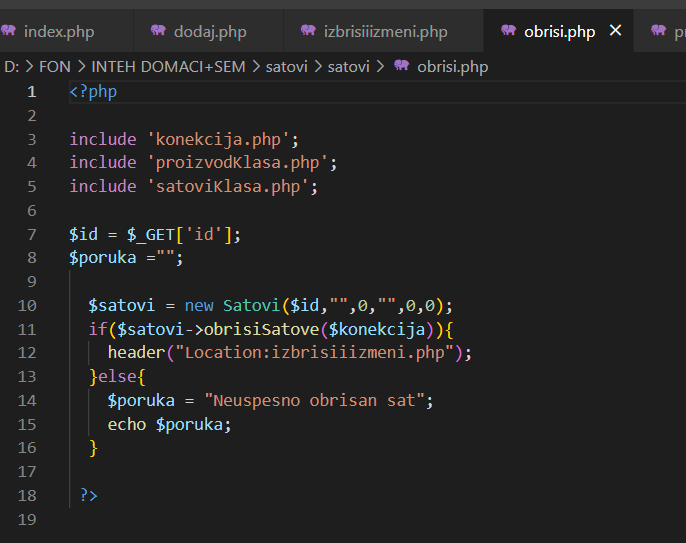 index.php dodaj.php izbrisiiizmeni.php obrisi.php × pr
D: > FON > INTEH DOMACI+SEM > satovi > satovi > obrisi.php
1 <?php
2
3 include 'konekcija.php';
4 include 'proizvodKlasa.php';
5 include 'satoviKlasa.php';
6
7 $id = $_GET['id'];
8 $poruka ="";
9
10 $satovi = new Satovi($id,"",0,"",0,0);
11 if($satovi->obrisiSatove($konekcija)){
12 header("Location:izbrisiiizmeni.php");
13 }else{
14 $poruka = "Neuspesno obrisan sat";
15 echo $poruka;
16 }
17
18 ?>
19